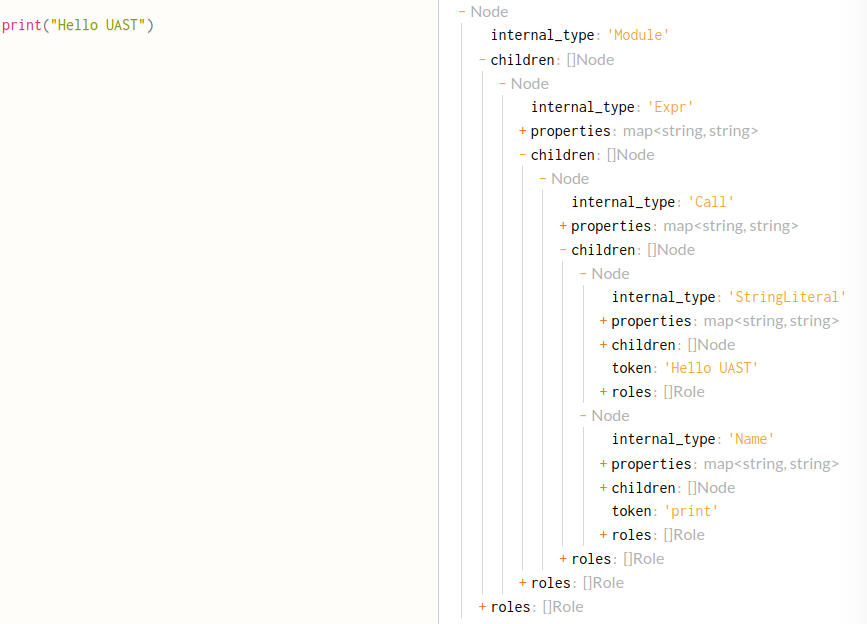 print("Hello UAST")
− Node
internal_type: 'Module'
− children: []Node
− Node
internal_type: 'Expr'
+ properties: map<string, string>
− children: []Node
− Node
internal_type: 'Call'
+ properties: map<string, string>
− children: []Node
− Node
internal_type: 'StringLiteral'
+ properties: map<string, string>
+ children: []Node
token: 'Hello UAST'
+ roles: []Role
− Node
internal_type: 'Name'
+ properties: map<string, string>
+ children: []Node
token: 'print'
+ roles: []Role
+ roles: []Role
+ roles: []Role
+ roles: []Role